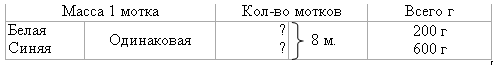 Масса 1 мотка Кол-во мотков Всего г
Белая ? 200 г
Одинаковая 8 м.
Синяя ? 600 г